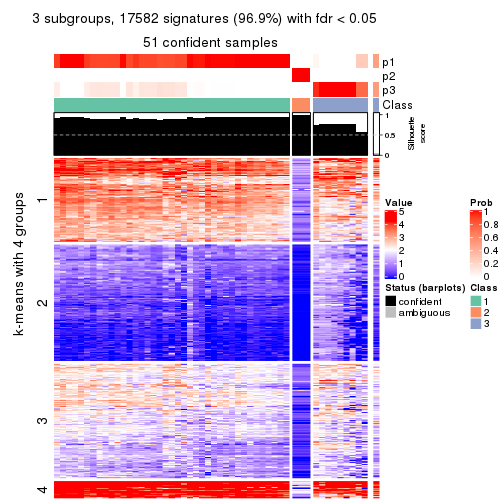 3 subgroups, 17582 signatures (96.9%) with fdr < 0.05
51 confident samples
p1
p2
p3
Class
1
0.5
0
Silhouette
score
k-means with 4 groups
1
2
3
4
Value
5
4
3
2
1
0
Prob
1
0.8
0.6
0.4
0.2
0
Status (barplots)
confident
ambiguous
Class
1
2
3